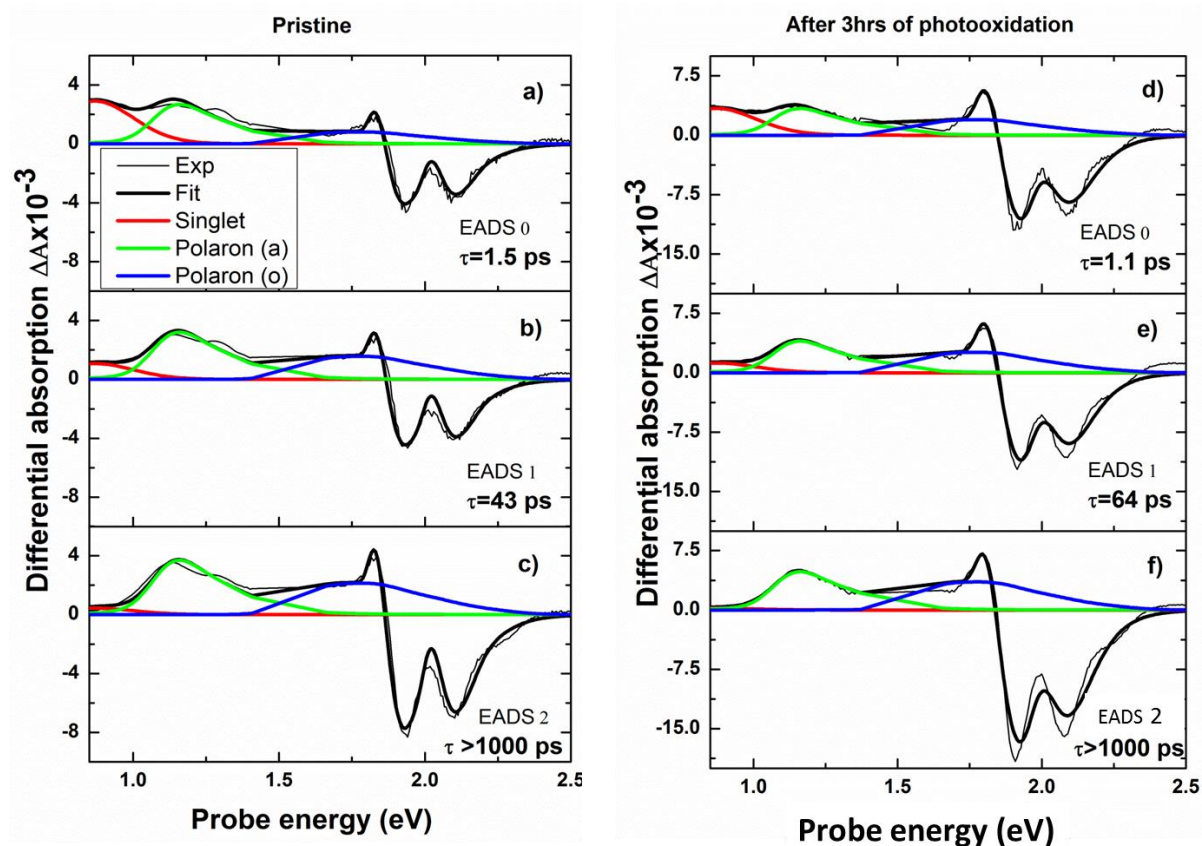 Pristine
Differential absorption ΔAx10⁻³
4
0
-4
-8
a)
Exp
Fit
Singlet
Polaron (a)
Polaron (o)
EADS 0
τ=1.5 ps
4
0
-4
-8
b)
EADS 1
τ=43 ps
4
0
-4
-8
c)
EADS 2
τ >1000 ps
1.0 1.5 2.0 2.5
Probe energy (eV)
After 3hrs of photooxidation
Differential absorption ΔAx10⁻³
7.5
0.0
-7.5
-15.0
d)
EADS 0
τ=1.1 ps
7.5
0.0
-7.5
-15.0
e)
EADS 1
τ=64 ps
7.5
0.0
-7.5
-15.0
f)
EADS 2
τ>1000 ps
1.0 1.5 2.0 2.5
Probe energy (eV)